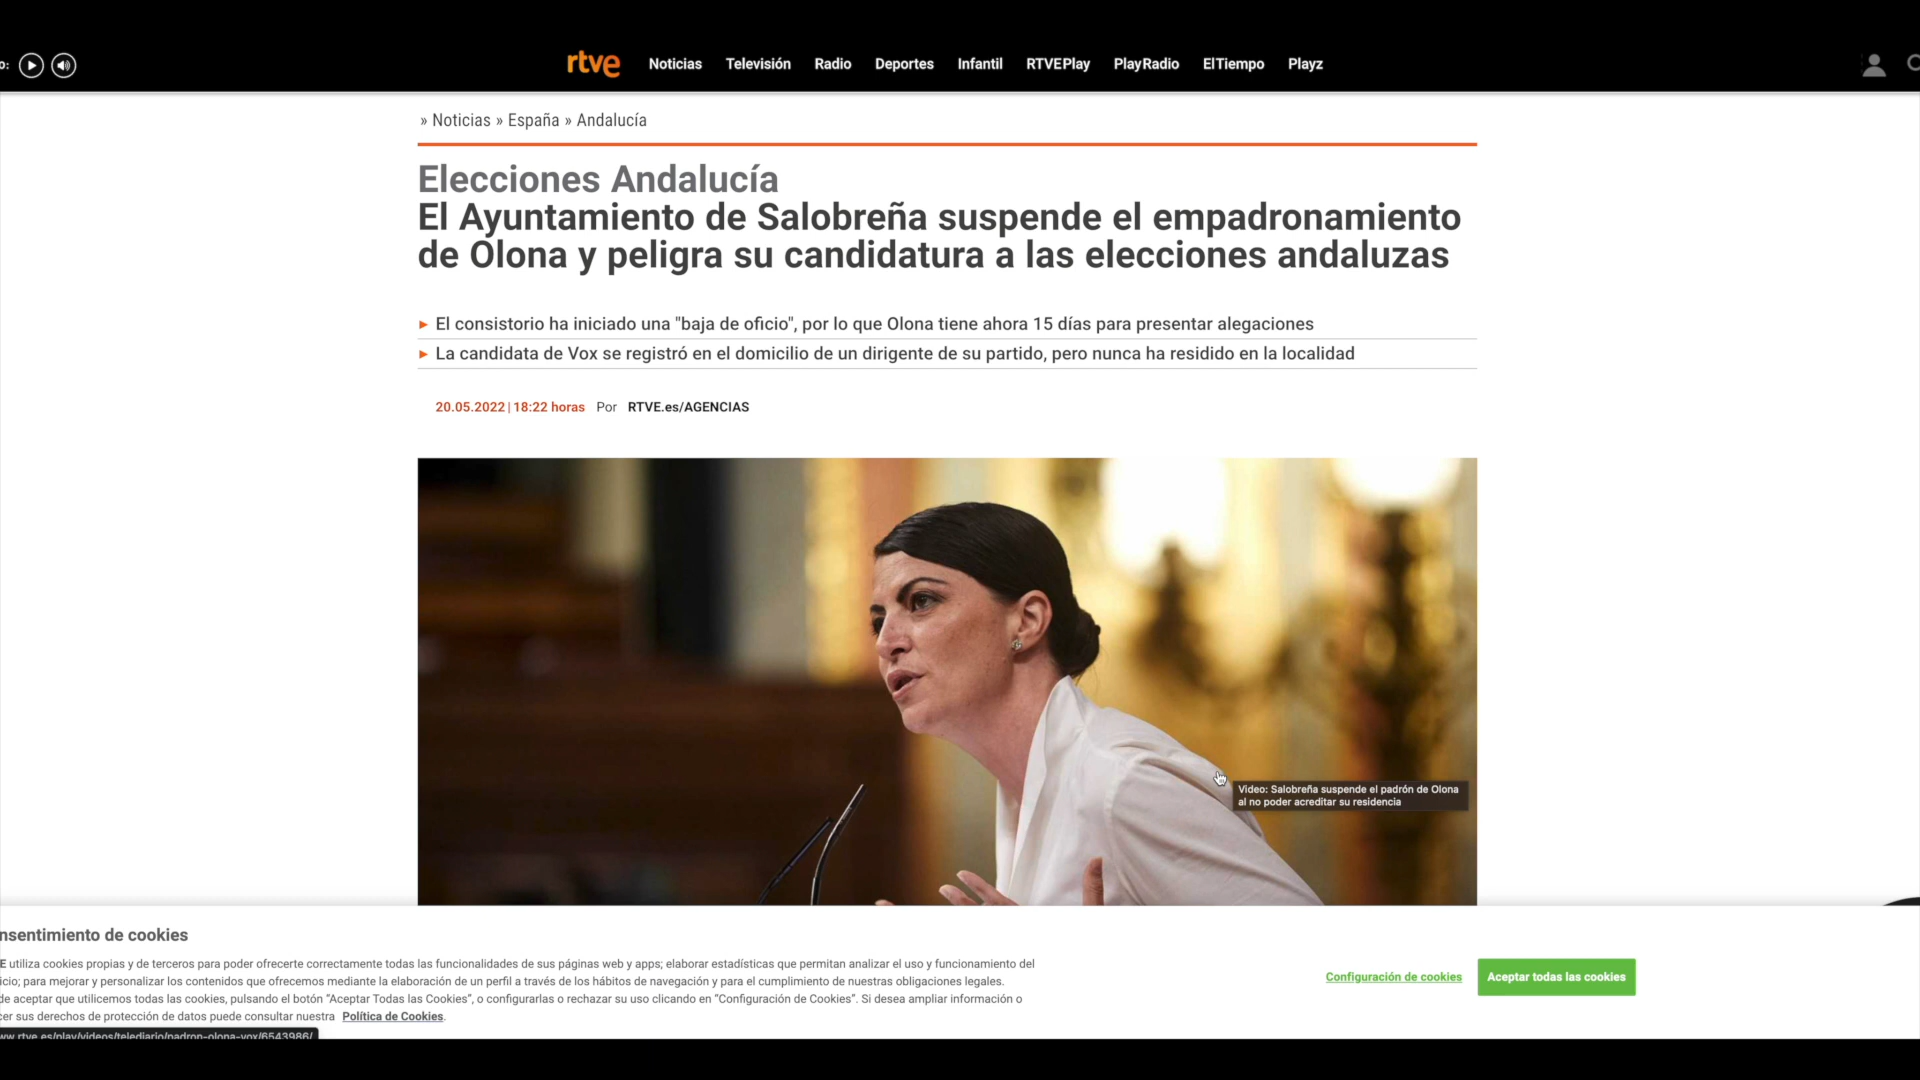 o:
rtve
Noticias Televisión Radio Deportes Infantil RTVEPlay PlayRadio ElTiempo Playz
» Noticias » España » Andalucía
Elecciones Andalucía
El Ayuntamiento de Salobreña suspende el empadronamiento
de Olona y peligra su candidatura a las elecciones andaluzas
► El consistorio ha iniciado una "baja de oficio", por lo que Olona tiene ahora 15 días para presentar alegaciones
► La candidata de Vox se registró en el domicilio de un dirigente de su partido, pero nunca ha residido en la localidad
20.05.2022 | 18:22 horas Por RTVE.es/AGENCIAS
Video: Salobreña suspende el padrón de Olona
al no poder acreditar su residencia
nsentimiento de cookies
E utiliza cookies propias y de terceros para poder ofrecerte correctamente todas las funcionalidades de sus páginas web y apps; elaborar estadísticas que permitan analizar el uso y funcionamiento del
icio; para mejorar y personalizar los contenidos que ofrecemos mediante la elaboración de un perfil a través de los hábitos de navegación y para el cumplimiento de nuestras obligaciones legales.
de aceptar que utilicemos todas las cookies, pulsando el botón “Aceptar Todas las Cookies”, o configurarlas o rechazar su uso clicando en “Configuración de Cookies”. Si desea ampliar información o
cer sus derechos de protección de datos puede consultar nuestra Política de Cookies.
Configuración de cookies
Aceptar todas las cookies
ww.rtve.es/play/videos/telediario/padron-olona-vox/6543986/